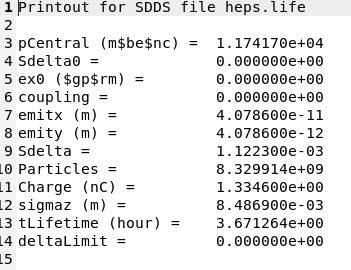 1 Printout for SDDS file heps.life
2
3 pCentral (m$be$nc) = 1.174170e+04
4 Sdelta0 = 0.000000e+00
5 ex0 ($gp$rm) = 0.000000e+00
6 coupling = 0.000000e+00
7 emitx (m) = 4.078600e-11
8 emity (m) = 4.078600e-12
9 Sdelta = 1.122300e-03
10 Particles = 8.329914e+09
11 Charge (nC) = 1.334600e+00
12 sigmaz (m) = 8.486900e-03
13 tLifetime (hour) = 3.671264e+00
14 deltaLimit = 0.000000e+00
15